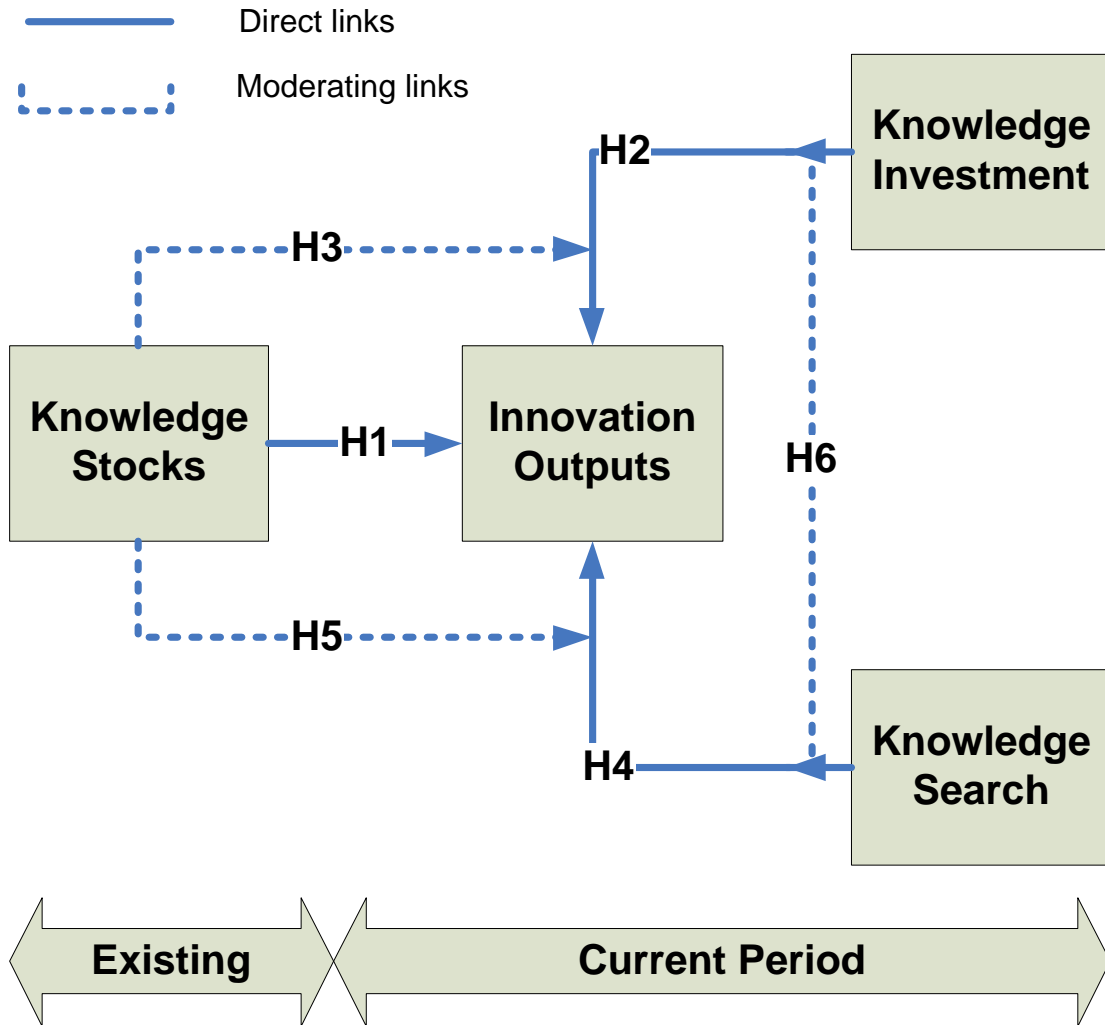 Direct links
Moderating links
Knowledge
Investment
H2
H3
Knowledge
Stocks
H1
Innovation
Outputs
H6
H5
H4
Knowledge
Search
Existing
Current Period